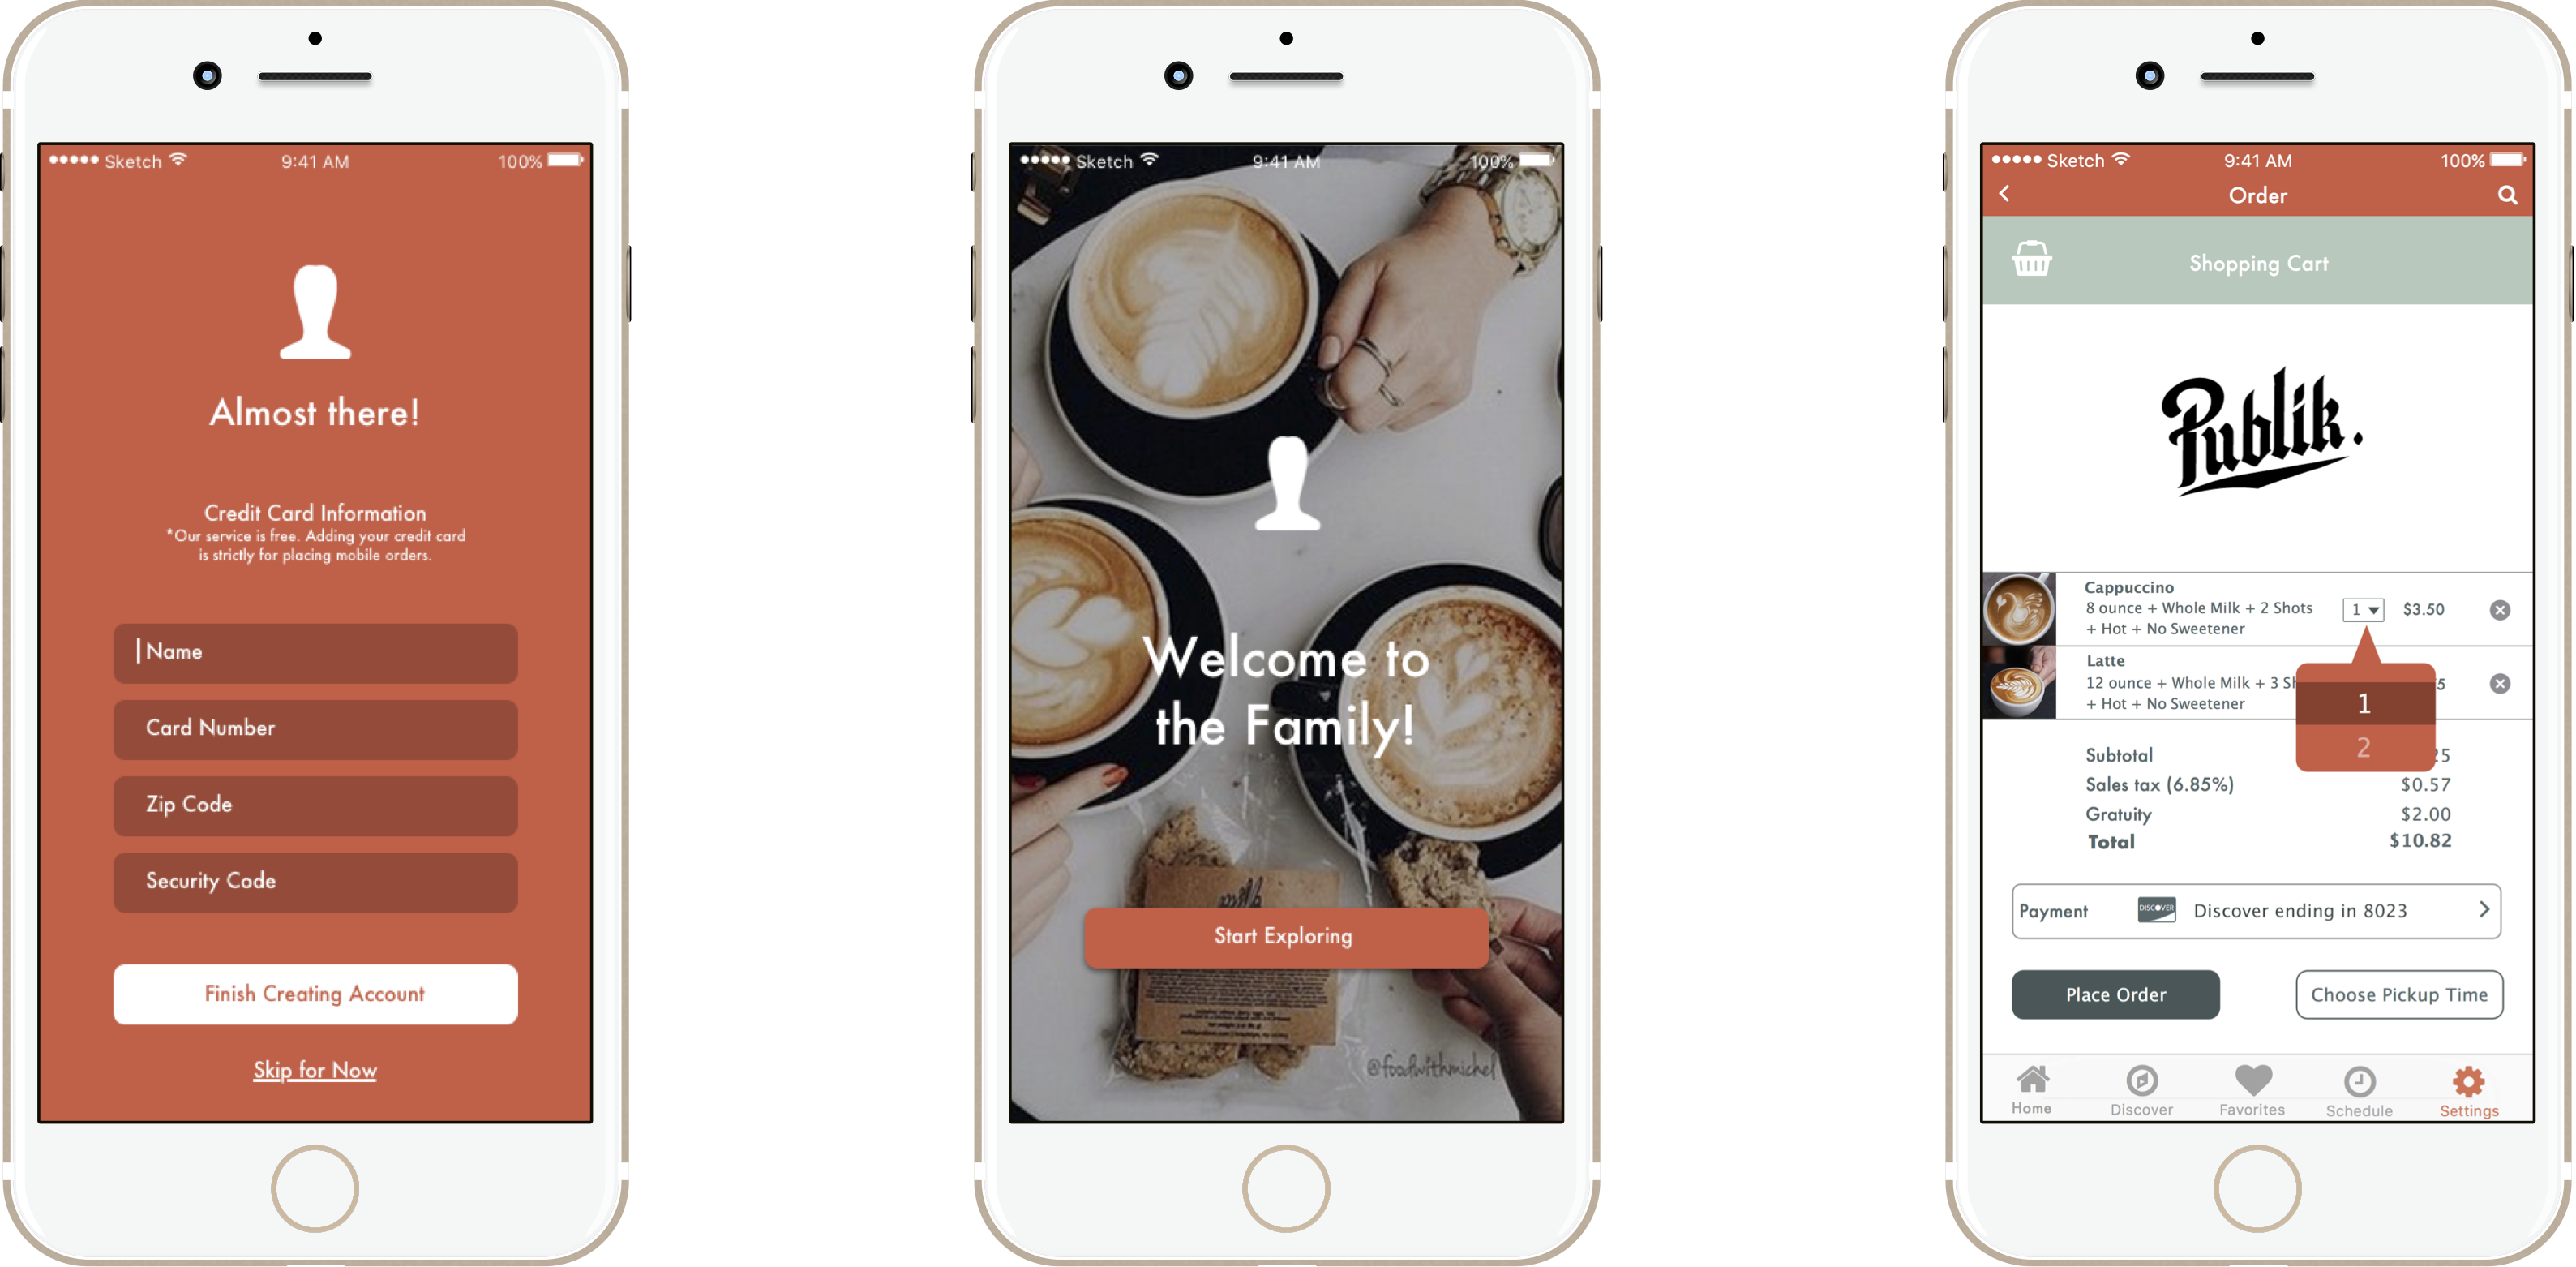 Sketch 9:41 AM 100%
Almost there!
Credit Card Information
*Our service is free. Adding your credit card
is strictly for placing mobile orders.
Name
Card Number
Zip Code
Security Code
Finish Creating Account
Skip for Now
Sketch 9:41 AM 100%
Welcome to
the Family!
Start Exploring
@foodwithmichel
Sketch 9:41 AM 100%
Order
Shopping Cart
Publik.
Cappuccino
8 ounce + Whole Milk + 2 Shots
+ Hot + No Sweetener
1 $3.50
Latte
12 ounce + Whole Milk + 3
+ Hot + No Sweetener
5
1
2
Subtotal 25
Sales tax (6.85%) $0.57
Gratuity $2.00
Total $10.82
Payment DISCOVER Discover ending in 8023
Place Order Choose Pickup Time
Home Discover Favorites Schedule Settings